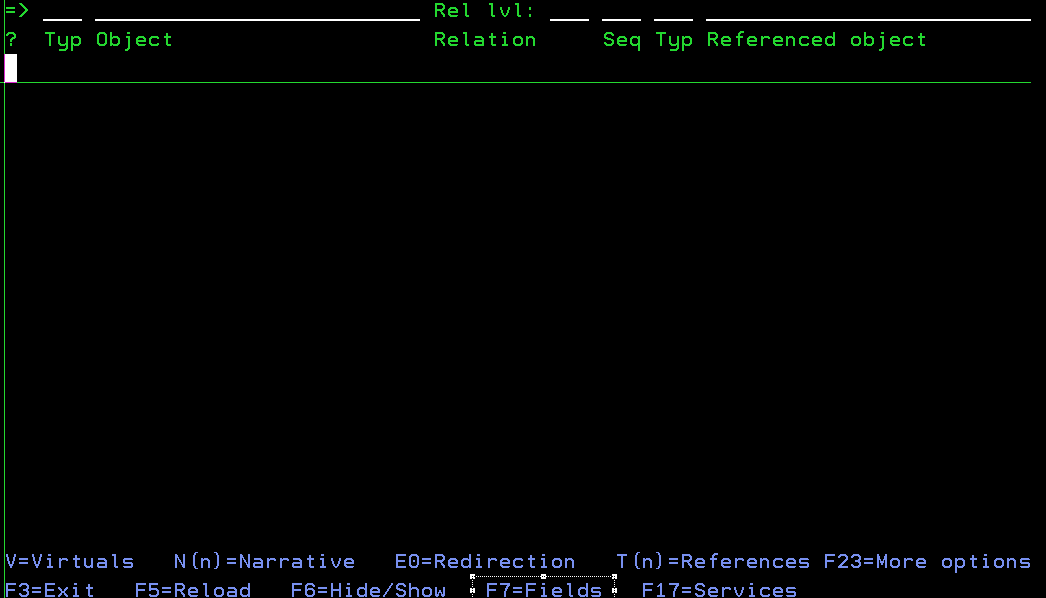 => Rel lvl:
? Typ Object Relation Seq Typ Referenced object
V=Virtuals N(n)=Narrative E0=Redirection T(n)=References F23=More options
F3=Exit F5=Reload F6=Hide/Show F7=Fields F17=Services